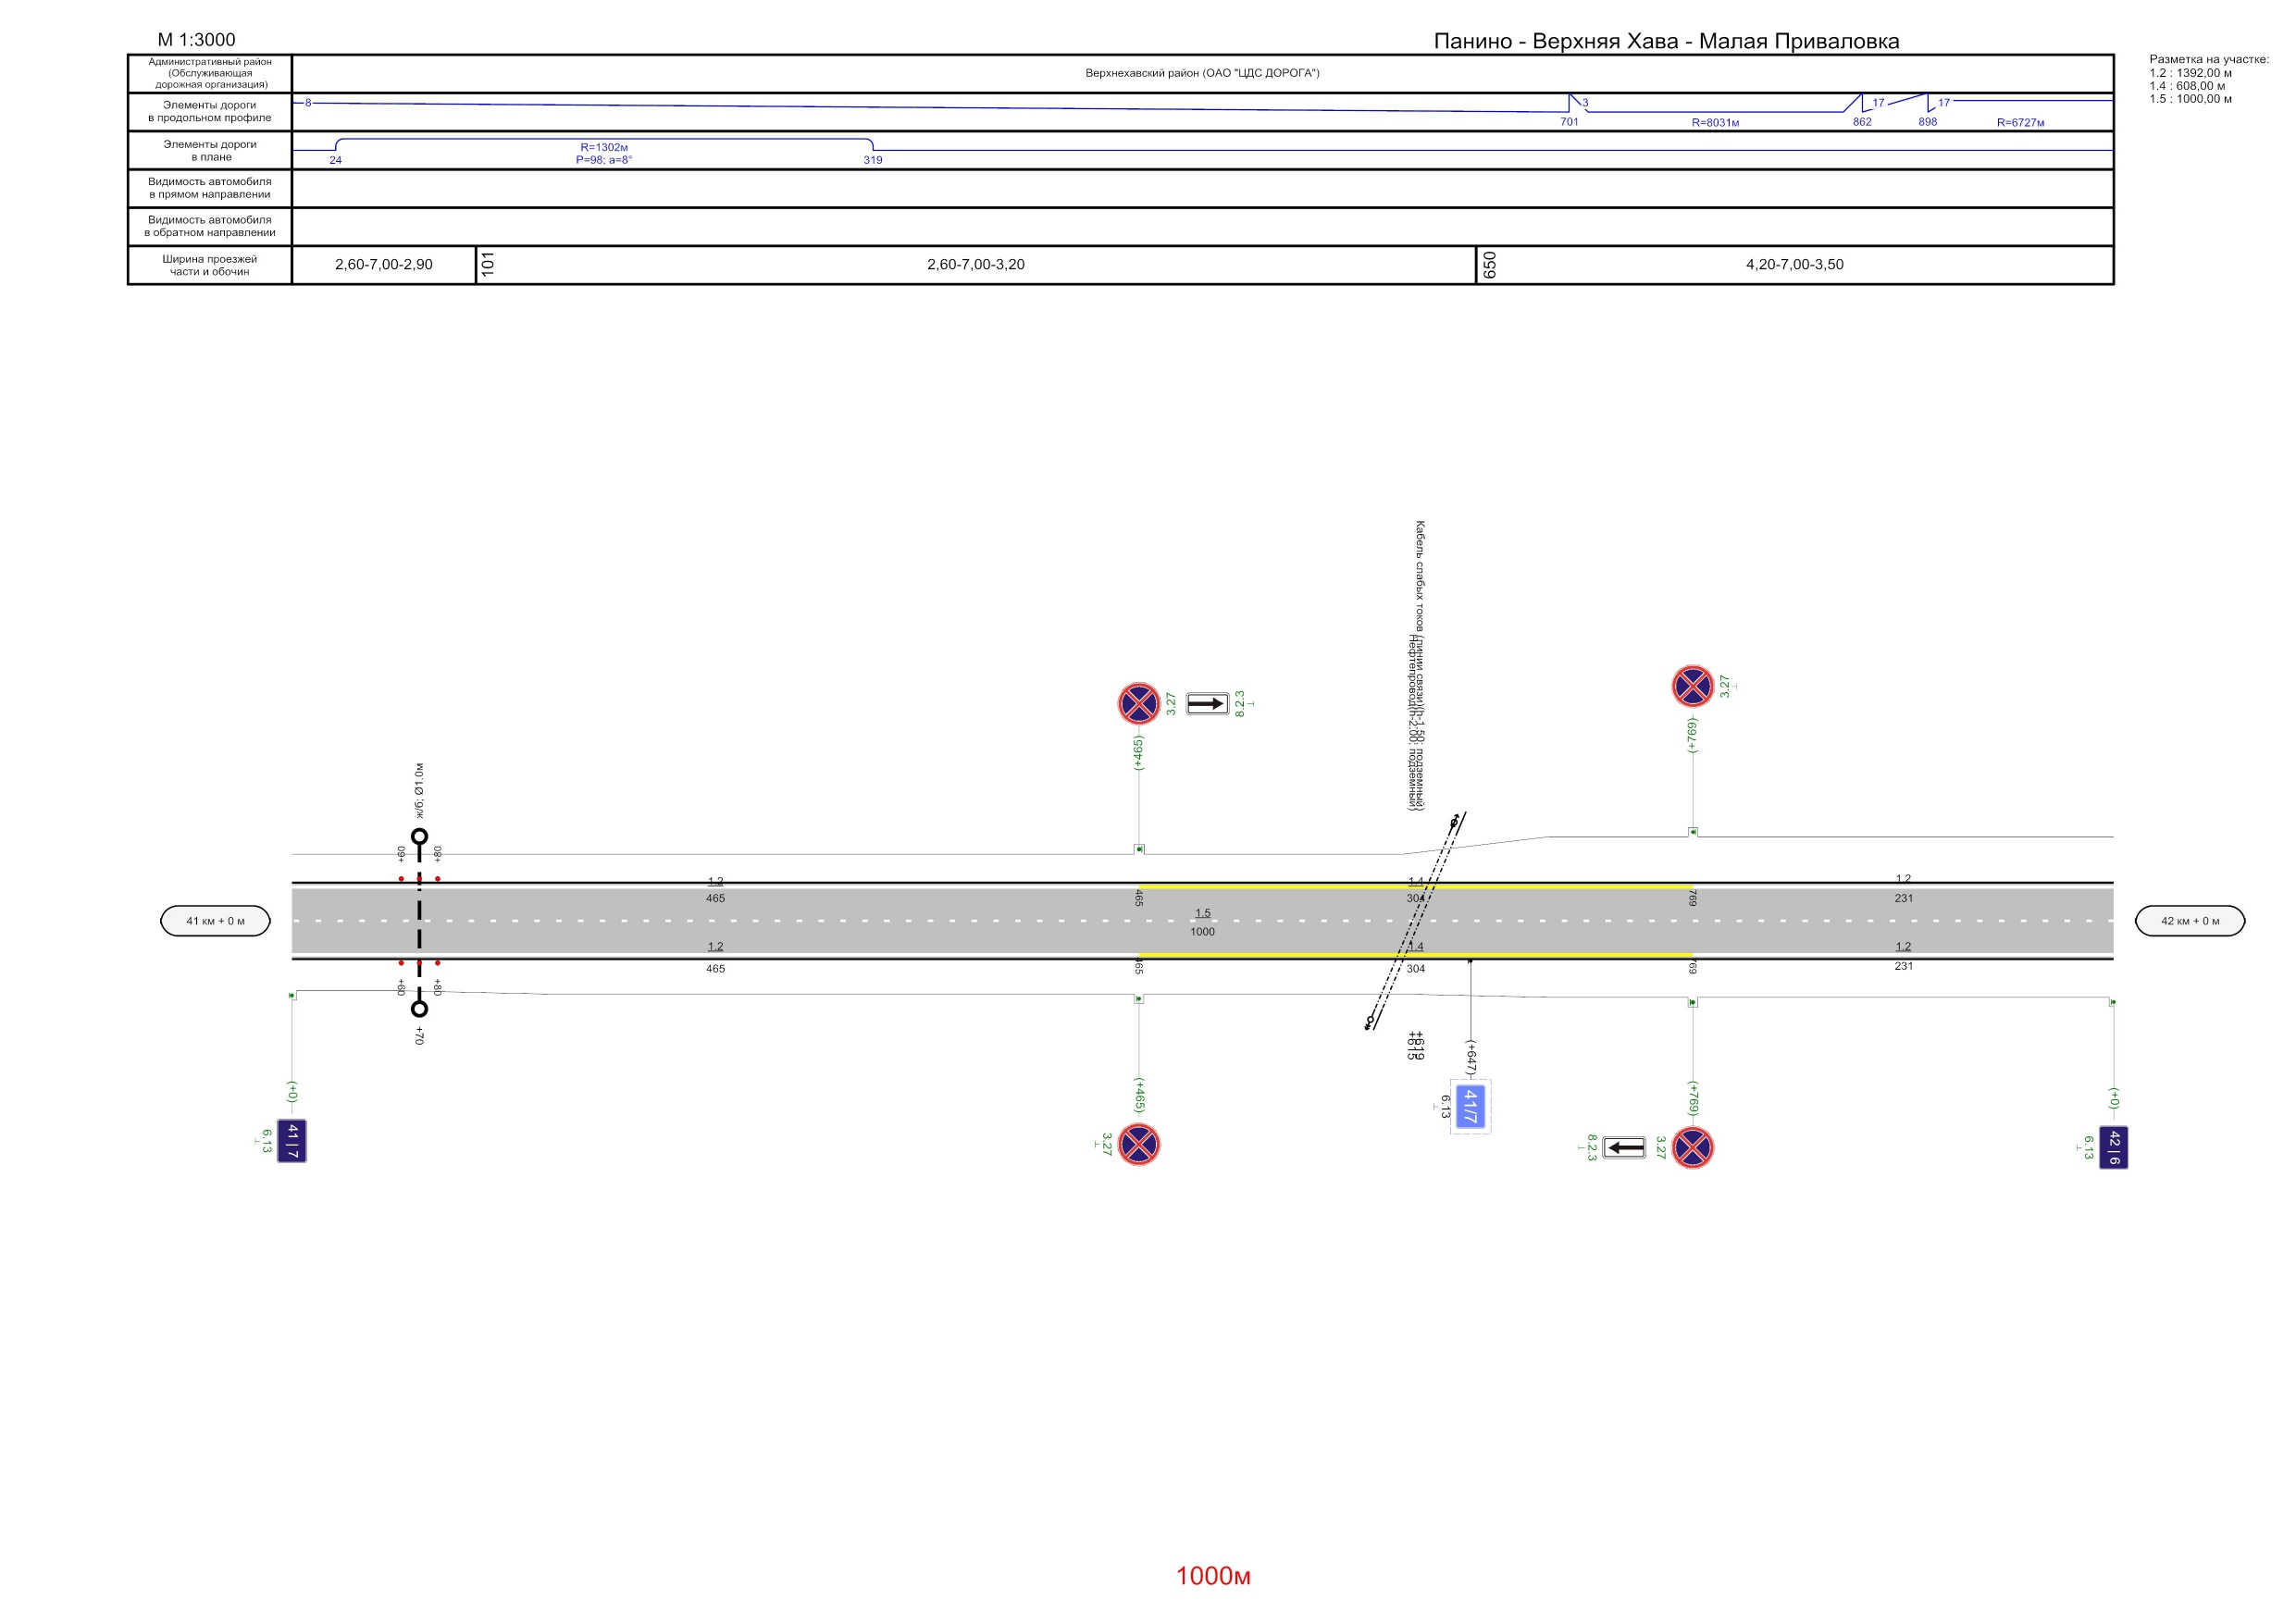 М 1:3000
Панино - Верхняя Хава - Малая Приваловка
Административный район
(Обслуживающая
дорожная организация)
Верхнехавский район (ОАО "ЦДС ДОРОГА")
Разметка на участке:
1.2 : 1392,00 м
1.4 : 608,00 м
1.5 : 1000,00 м
Элементы дороги
в продольном профиле
8
3
17
17
701
R=8031м
862
898
R=6727м
Элементы дороги
в плане
24
R=1302м
P=98; a=8°
319
Видимость автомобиля
в прямом направлении
Видимость автомобиля
в обратном направлении
Ширина проезжей
части и обочин
2,60-7,00-2,90
101
2,60-7,00-3,20
650
4,20-7,00-3,50
Кабель слабых токов (линии связи)(h-1,50; подземный)
Нефтепровод(h-2,00; подземный)
3.27
8.2.3
3.27
(+465)
(+769)
ж/б; Ø1.0м
+60
+80
1.2
465
465
1.4
304
769
1.2
231
41 км + 0 м
1.5
1000
42 км + 0 м
1.2
465
465
1.4
304
769
1.2
231
+60
+80
+70
+619
+615
(+647)
(+0)
(+465)
(+769)
(+0)
6.13
41 | 7
3.27
6.13
41/7
8.2.3
3.27
6.13
42 | 6
1000м